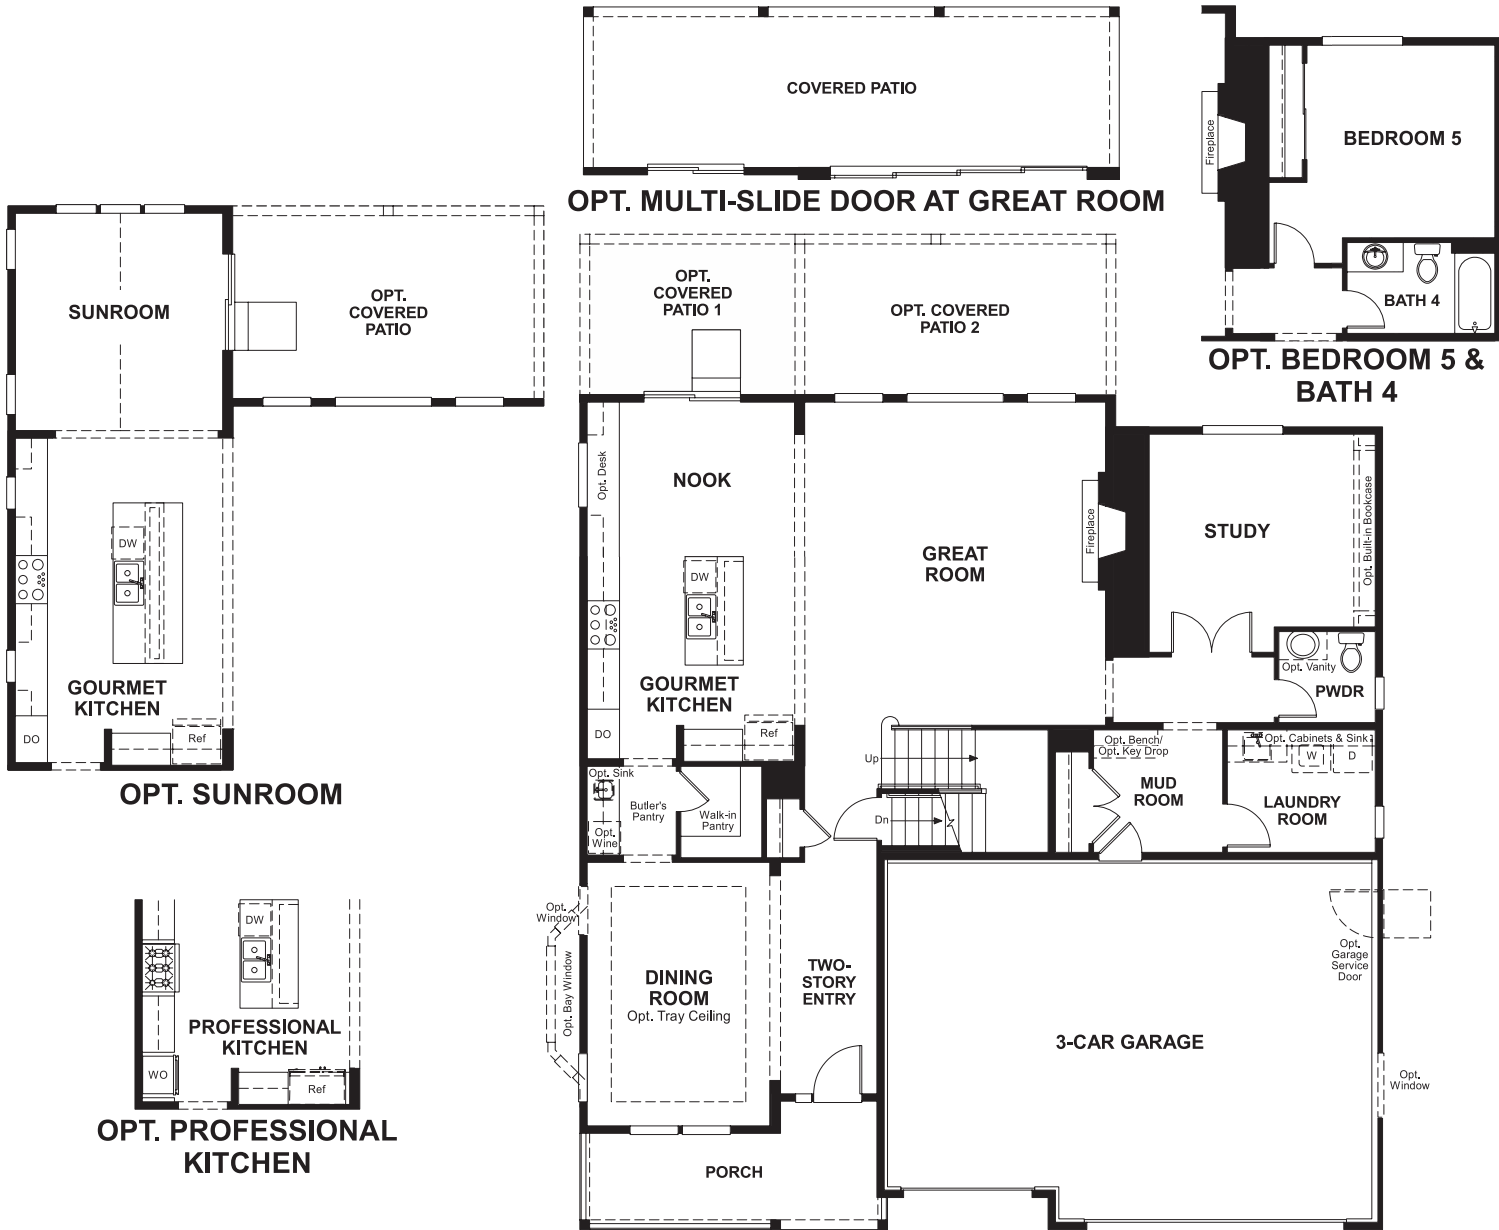 COVERED PATIO
OPT. MULTI-SLIDE DOOR AT GREAT ROOM
Fireplace
BEDROOM 5
BATH 4
OPT. BEDROOM 5 &
BATH 4
SUNROOM
OPT.
COVERED
PATIO
DW
GOURMET
KITCHEN
DO
Ref
OPT. SUNROOM
OPT.
COVERED
PATIO 1
OPT. COVERED
PATIO 2
Opt. Desk
NOOK
DW
GREAT
ROOM
Fireplace
STUDY
Opt. Built-in Bookcase
GOURMET
KITCHEN
DO
Ref
Opt. Vanity
PWDR
Up
Dn
Opt. Bench/
Opt. Key Drop
MUD
ROOM
Opt. Cabinets & Sink
W
D
LAUNDRY
ROOM
Opt. Sink
Butler's
Pantry
Opt.
Wine
Walk-in
Pantry
Opt.
Window
Opt. Bay Window
DINING
ROOM
Opt. Tray Ceiling
TWO-
STORY
ENTRY
3-CAR GARAGE
Opt.
Garage
Service
Door
Opt.
Window
PORCH
DW
PROFESSIONAL
KITCHEN
WO
Ref
OPT. PROFESSIONAL
KITCHEN